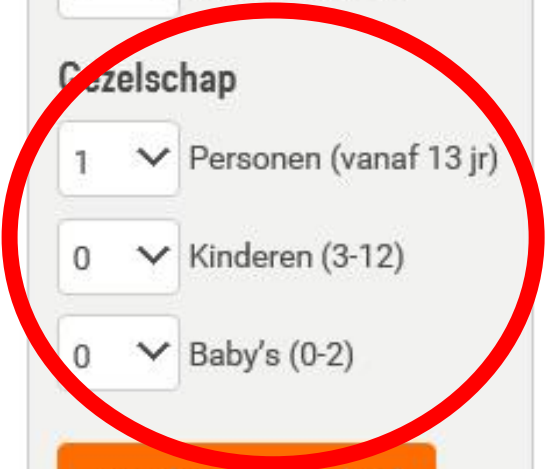 Gezelschap
1 Personen (vanaf 13 jr)
0 Kinderen (3-12)
0 Baby's (0-2)